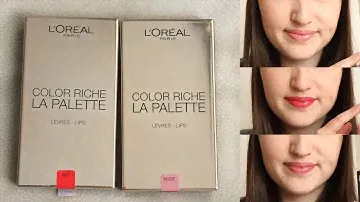 L'ORÉAL
PARIS
COLOR RICHE
LA PALETTE
LÈVRES - LIPS
L'ORÉAL
PARIS
COLOR RICHE
LA PALETTE
LÈVRES - LIPS
NUDE